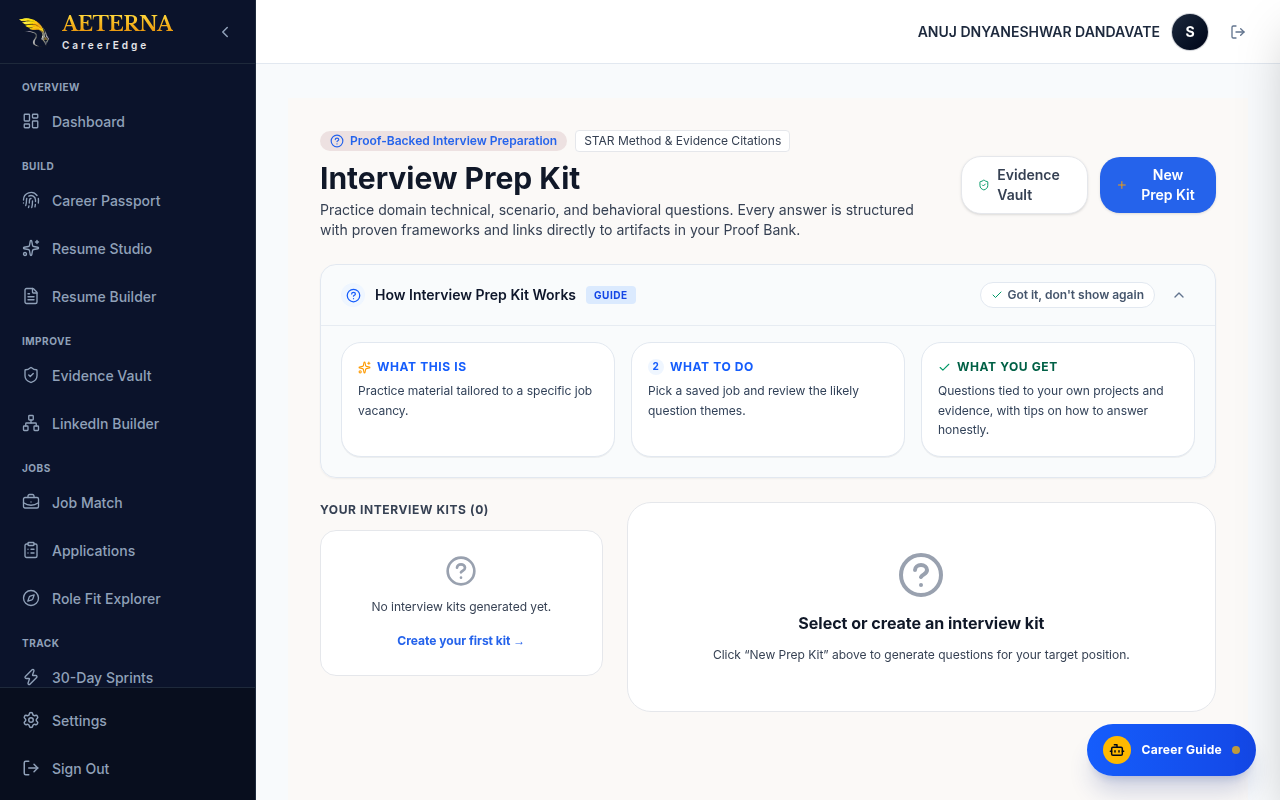 AETERNA
CareerEdge
OVERVIEW
Dashboard
BUILD
Career Passport
Resume Studio
Resume Builder
IMPROVE
Evidence Vault
LinkedIn Builder
JOBS
Job Match
Applications
Role Fit Explorer
TRACK
30-Day Sprints
Settings
Sign Out
ANUJ DNYANESHWAR DANDAVATE
S
Proof-Backed Interview Preparation
STAR Method & Evidence Citations
Interview Prep Kit
Practice domain technical, scenario, and behavioral questions. Every answer is structured
with proven frameworks and links directly to artifacts in your Proof Bank.
Evidence
Vault
New
Prep Kit
How Interview Prep Kit Works
GUIDE
Got it, don't show again
WHAT THIS IS
Practice material tailored to a specific job
vacancy.
2 WHAT TO DO
Pick a saved job and review the likely
question themes.
WHAT YOU GET
Questions tied to your own projects and
evidence, with tips on how to answer
honestly.
YOUR INTERVIEW KITS (0)
No interview kits generated yet.
Create your first kit →
Select or create an interview kit
Click “New Prep Kit” above to generate questions for your target position.
Career Guide